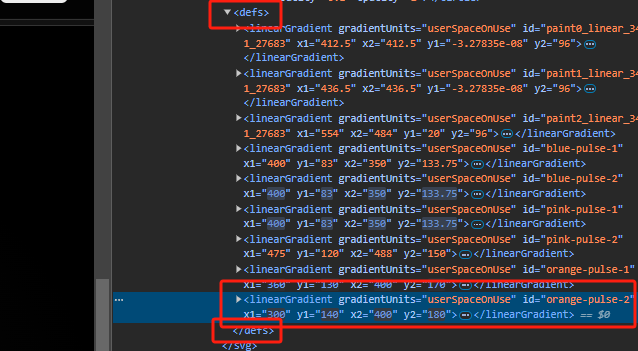 <defs>
<linearGradient gradientUnits="userSpaceOnUse" id="paint0_linear_34
1_27683" x1="412.5" x2="412.5" y1="-3.27835e-08" y2="96">
</linearGradient>
<linearGradient gradientUnits="userSpaceOnUse" id="paint1_linear_34
1_27683" x1="436.5" x2="436.5" y1="-3.27835e-08" y2="96">
</linearGradient>
<linearGradient gradientUnits="userSpaceOnUse" id="paint2_linear_34
1_27683" x1="554" x2="484" y1="20" y2="96"></linearGradient>
<linearGradient gradientUnits="userSpaceOnUse" id="blue-pulse-1"
x1="400" y1="83" x2="350" y2="133.75"></linearGradient>
<linearGradient gradientUnits="userSpaceOnUse" id="blue-pulse-2"
x1="400" y1="83" x2="350" y2="133.75"></linearGradient>
<linearGradient gradientUnits="userSpaceOnUse" id="pink-pulse-1"
x1="400" y1="83" x2="350" y2="133.75"></linearGradient>
<linearGradient gradientUnits="userSpaceOnUse" id="pink-pulse-2"
x1="475" y1="120" x2="488" y2="150"></linearGradient>
<linearGradient gradientUnits="userSpaceOnUse" id="orange-pulse-1"
x1="360" y1="130" x2="400" y2="170"></linearGradient>
<linearGradient gradientUnits="userSpaceOnUse" id="orange-pulse-2"
x1="300" y1="140" x2="400" y2="180"></linearGradient> == $0
</defs>
</svg>